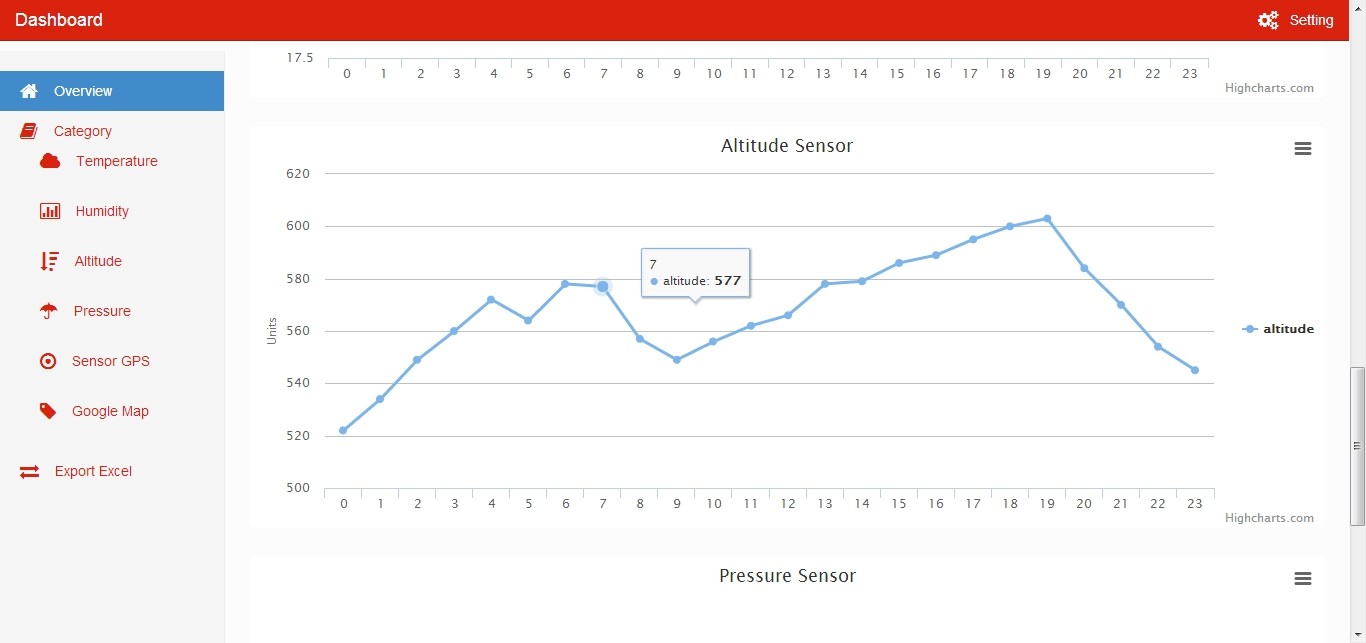 Dashboard
Setting
Overview
Category
Temperature
Humidity
Altitude
Pressure
Sensor GPS
Google Map
Export Excel
17.5
0 1 2 3 4 5 6 7 8 9 10 11 12 13 14 15 16 17 18 19 20 21 22 23
Highcharts.com
Altitude Sensor
620
600
580
560
540
520
500
Units
7
altitude: 577
altitude
0 1 2 3 4 5 6 7 8 9 10 11 12 13 14 15 16 17 18 19 20 21 22 23
Highcharts.com
Pressure Sensor